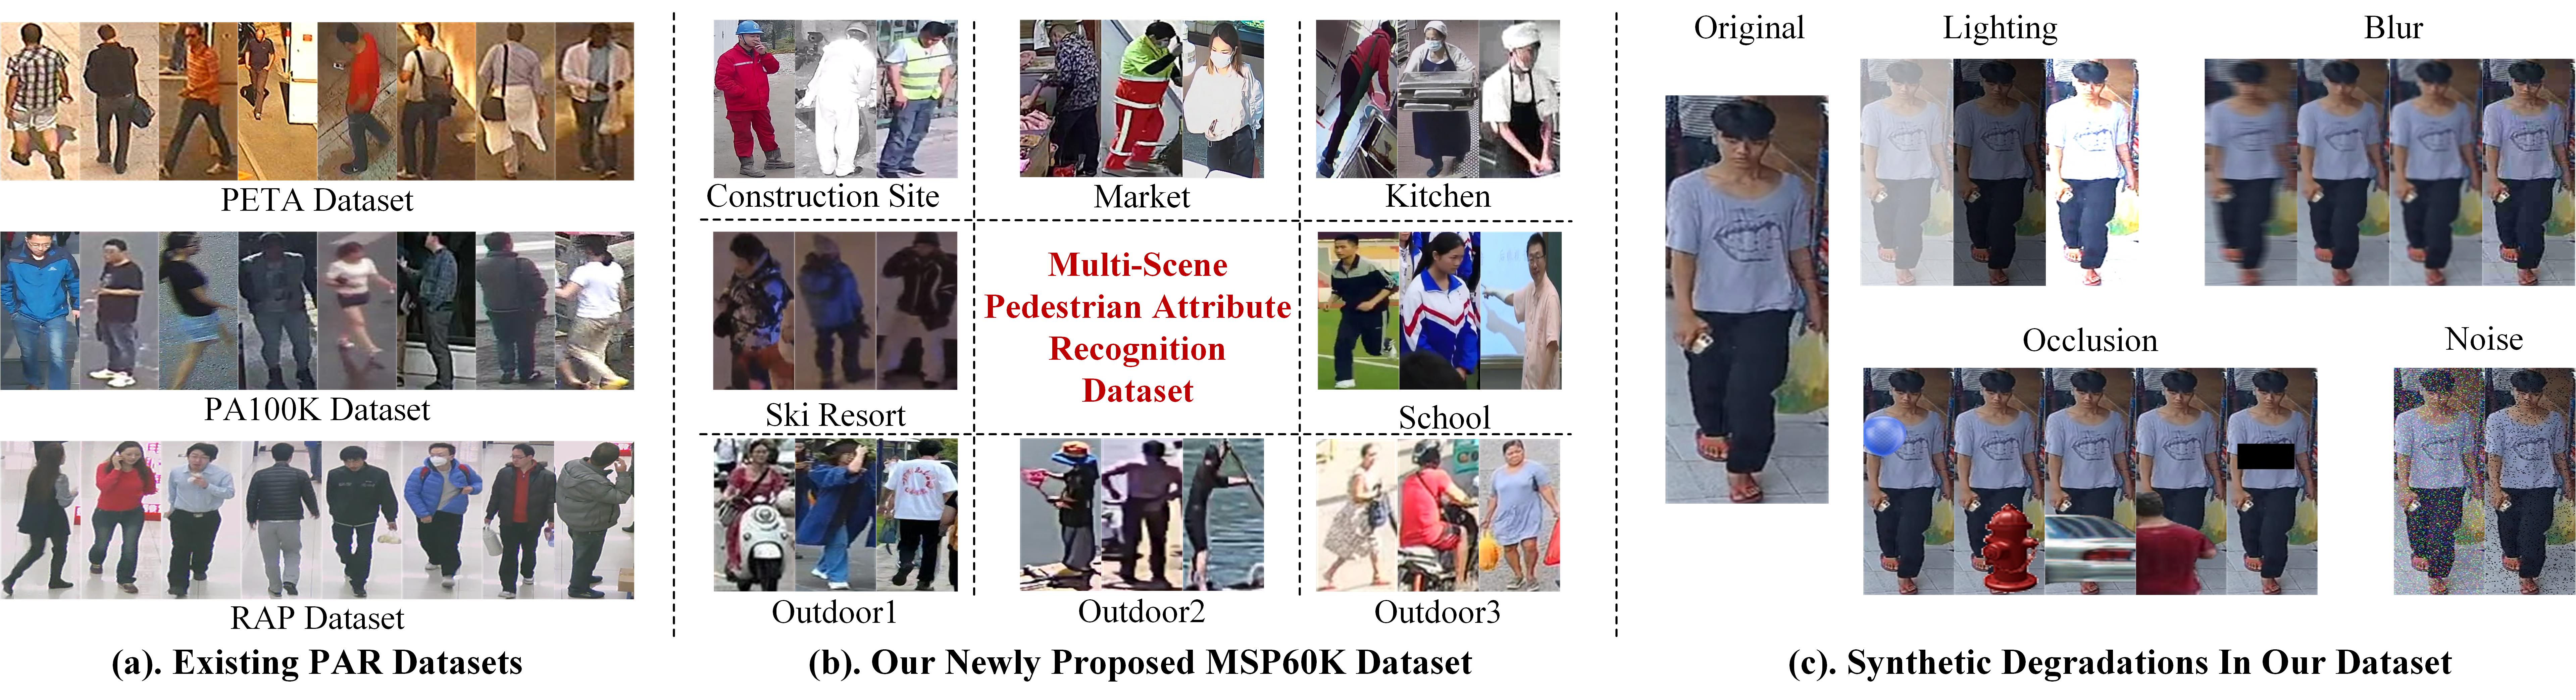 PETA Dataset
PA100K Dataset
RAP Dataset
(a). Existing PAR Datasets
Construction Site
Market
Kitchen
Ski Resort
Multi-Scene
Pedestrian Attribute
Recognition
Dataset
School
Outdoor1
Outdoor2
Outdoor3
(b). Our Newly Proposed MSP60K Dataset
Original
Lighting
Blur
Occlusion
Noise
(c). Synthetic Degradations In Our Dataset